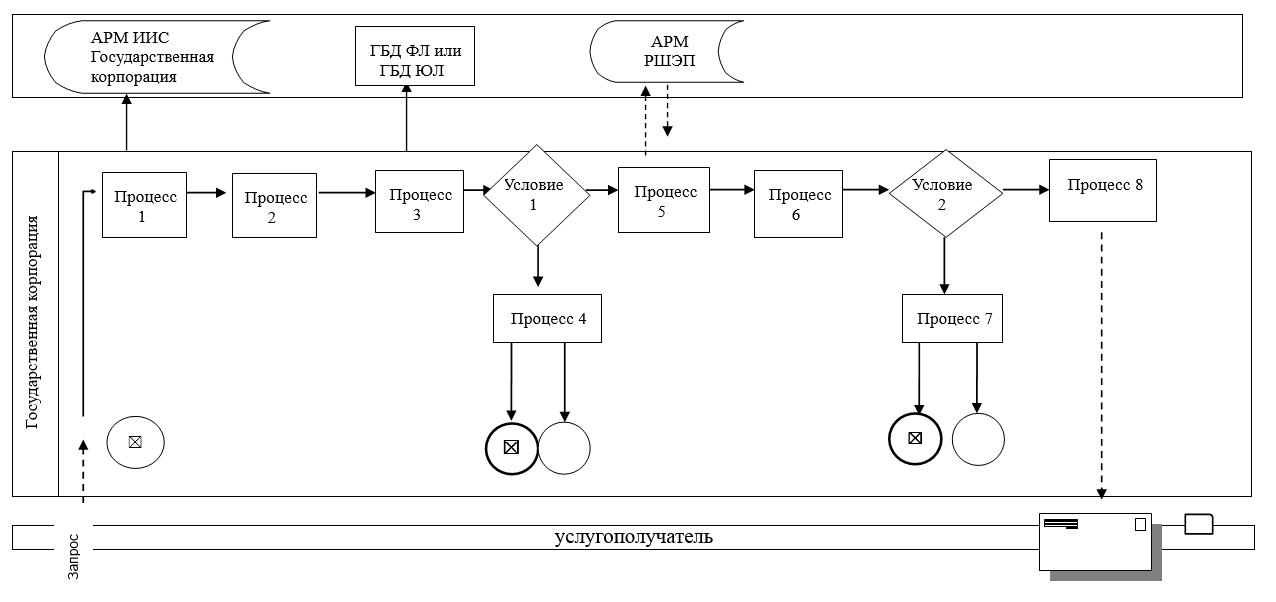 АРМ ИИС
Государственная
корпорация
ГБД ФЛ или
ГБД ЮЛ
АРМ
РШЭП
Государственная корпорация
Процесс
1
Процесс
2
Процесс
3
Условие
1
Процесс
5
Процесс
6
Условие
2
Процесс 8
Процесс 4
Процесс 7
Запрос
услугополучатель